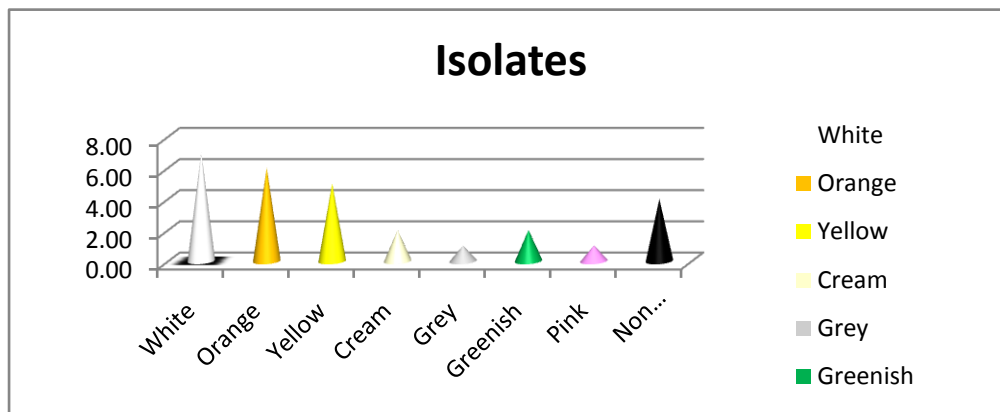 Isolates
8.00
6.00
4.00
2.00
0.00
White
Orange
Yellow
Cream
Grey
Greenish
Pink
Non...
White
Orange
Yellow
Cream
Grey
Greenish